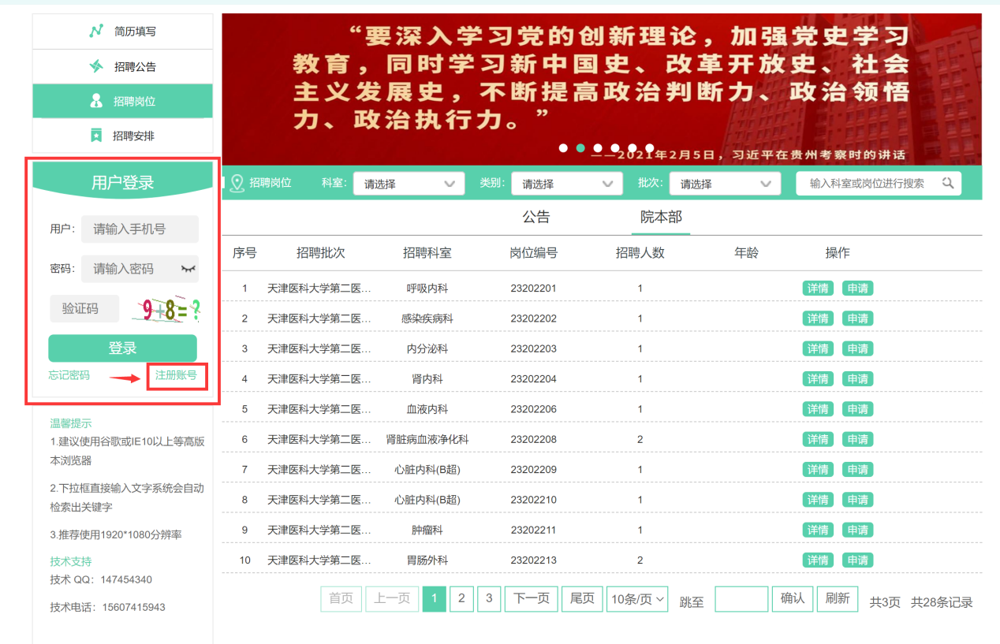 简历填写
招聘公告
招聘岗位
招聘安排
“要深入学习党的创新理论，加强党史学习
教育，同时学习新中国史、改革开放史、社会
主义发展史，不断提高政治判断力、政治领悟
力、政治执行力。”
——2021年2月5日，习近平在贵州考察时的讲话
用户登录
用户: 请输入手机号
密码: 请输入密码
验证码 9+8=?
登录
忘记密码 注册账号
温馨提示
1.建议使用谷歌或IE10以上等高版
本浏览器
2.下拉框直接输入文字系统会自动
检索出关键字
3.推荐使用1920*1080分辨率
技术支持
技术 QQ：147454340
技术电话：15607415943
招聘岗位 科室: 请选择 类别: 请选择 批次: 请选择 输入科室或岗位进行搜索
公告 院本部
序号 招聘批次 招聘科室 岗位编号 招聘人数 年龄 操作
1 天津医科大学第二医... 呼吸内科 23202201 1 详情 申请
2 天津医科大学第二医... 感染疾病科 23202202 1 详情 申请
3 天津医科大学第二医... 内分泌科 23202203 1 详情 申请
4 天津医科大学第二医... 肾内科 23202204 1 详情 申请
5 天津医科大学第二医... 血液内科 23202206 1 详情 申请
6 天津医科大学第二医... 肾脏病血液净化科 23202208 2 详情 申请
7 天津医科大学第二医... 心脏内科(B超) 23202209 1 详情 申请
8 天津医科大学第二医... 心脏内科(B超) 23202210 1 详情 申请
9 天津医科大学第二医... 肿瘤科 23202211 1 详情 申请
10 天津医科大学第二医... 胃肠外科 23202213 2 详情 申请
首页 上一页 1 2 3 下一页 尾页 10条/页 跳至 确认 刷新 共3页 共28条记录